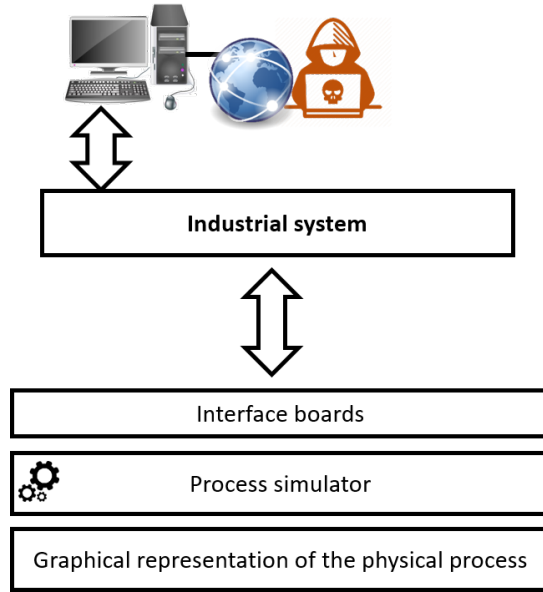 Industrial system
Interface boards
Process simulator
Graphical representation of the physical process